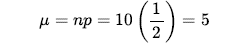 μ = np = 10 (1/2) = 5